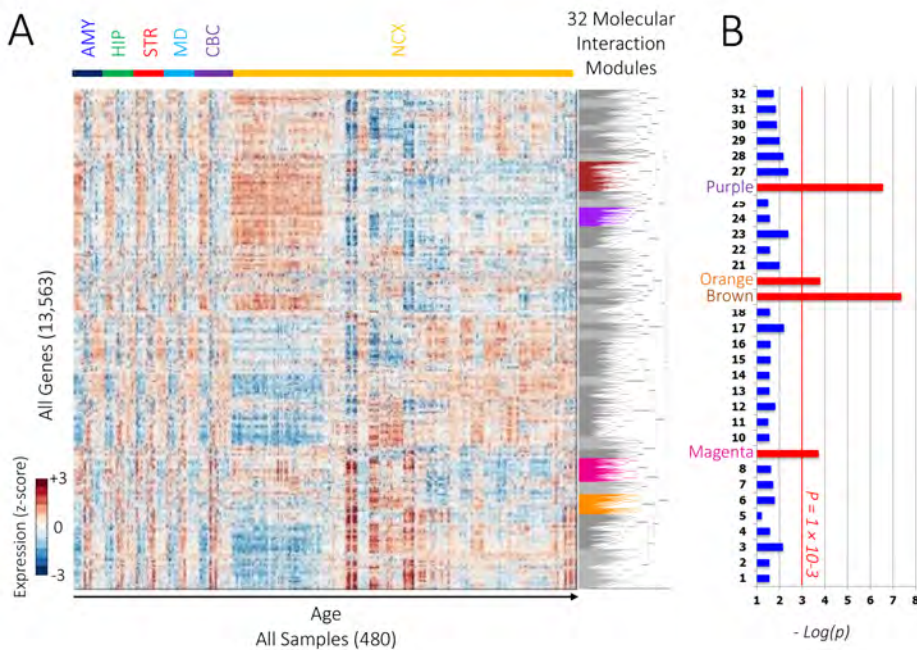 A
AMY
HIP
STR
MD
CBC
NCX
32 Molecular
Interaction
Modules
B
All Genes (13,563)
Expression (z-score)
+3
0
-3
Age
All Samples (480)
32
31
30
29
28
27
Purple
25
24
23
22
21
Orange
Brown
18
17
16
15
14
13
12
11
10
Magenta
8
7
6
5
4
3
2
1
P = 1 × 10-3
1 2 3 4 5 6 7 8
- Log(p)